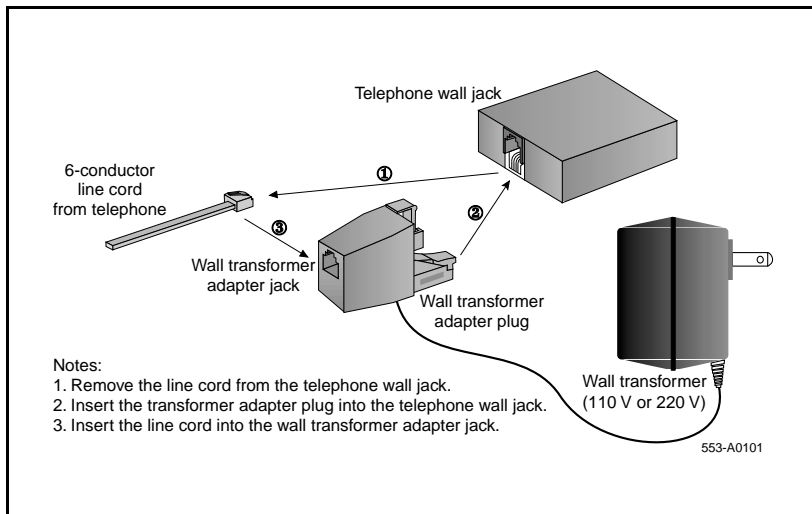 Telephone wall jack
6-conductor
line cord
from telephone
①
②
③
Wall transformer
adapter jack
Wall transformer
adapter plug
Wall transformer
(110 V or 220 V)
Notes:
1. Remove the line cord from the telephone wall jack.
2. Insert the transformer adapter plug into the telephone wall jack.
3. Insert the line cord into the wall transformer adapter jack.
553-A0101